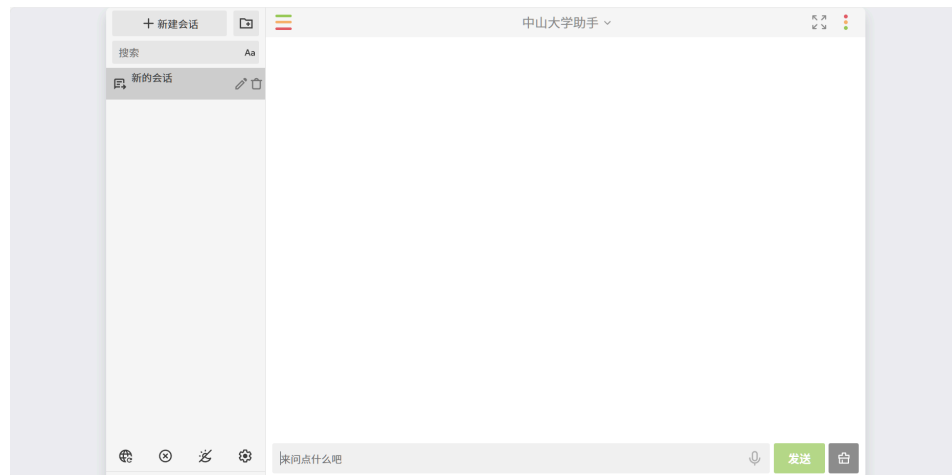 新建会话
搜索
Aa
新的会话
中山大学助手
来问点什么吧
发送